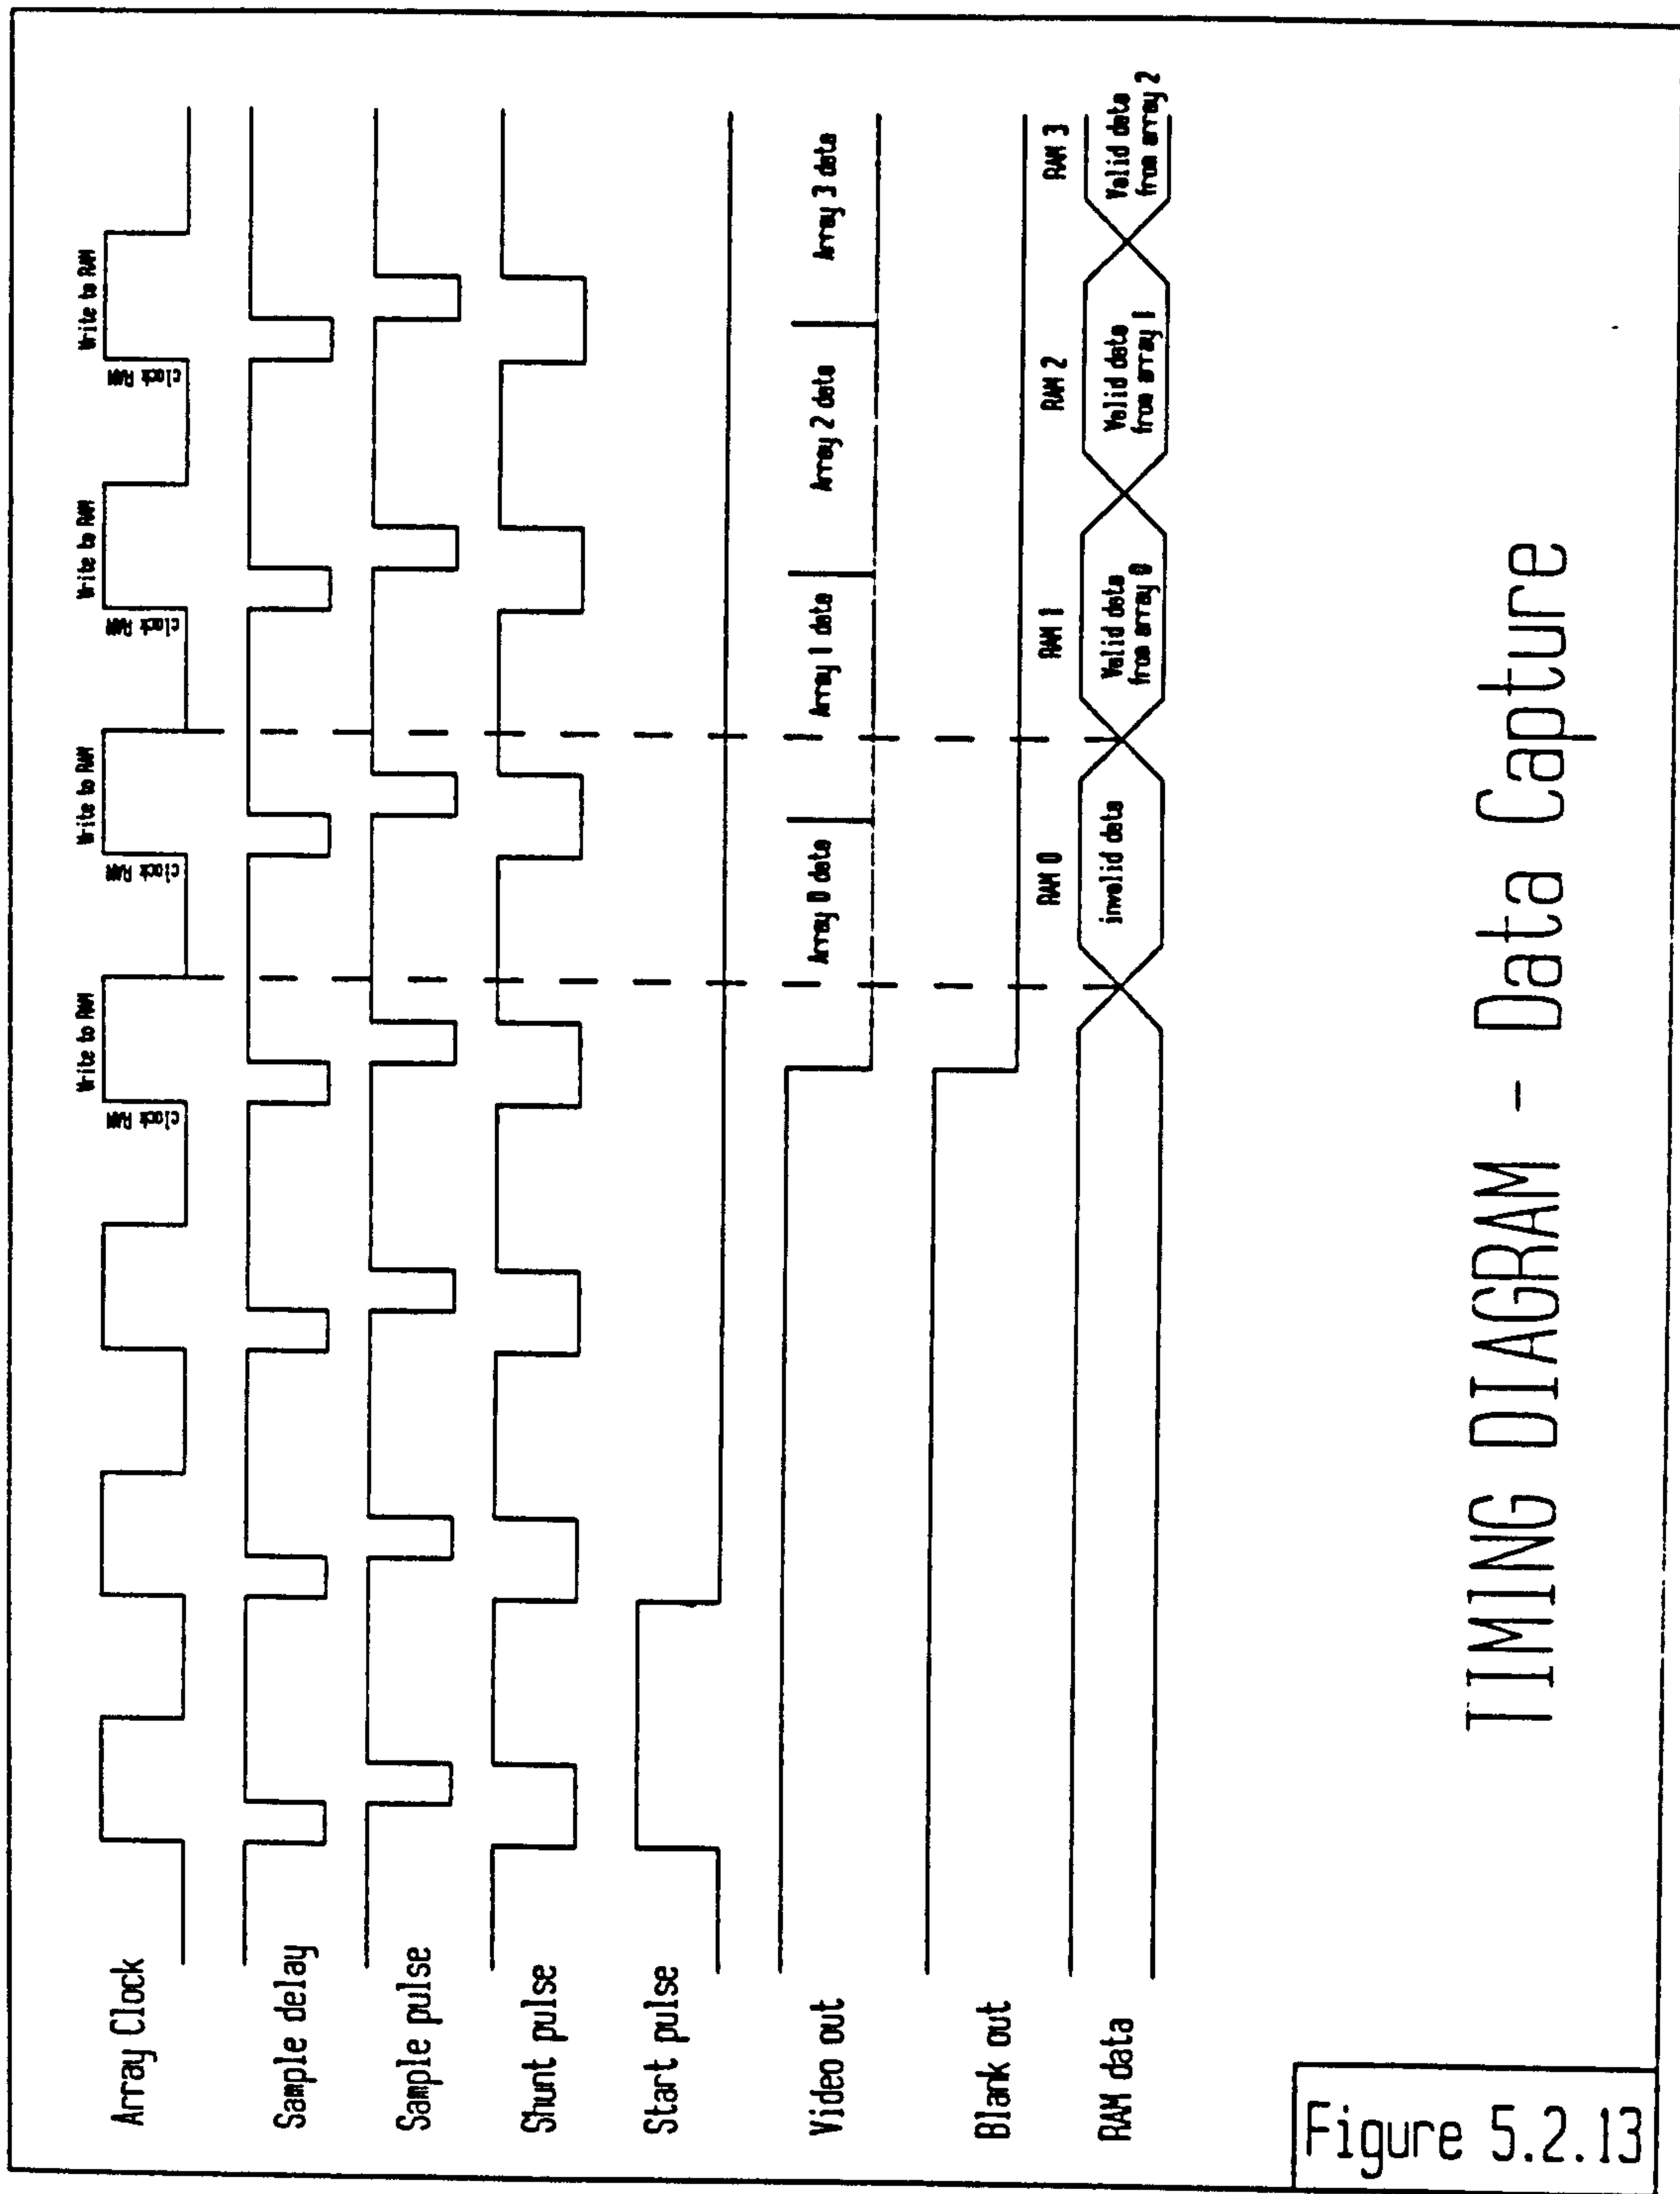 Array Clock
Write to RAM
Write to RAM
Write to RAM
Write to RAM
clock RAM
clock RAM
clock RAM
clock RAM
Sample delay
Sample pulse
Shunt pulse
Start pulse
Video out
Array 0 data
Array 1 data
Array 2 data
Array 3 data
Blank out
RAM 0
RAM 1
RAM 2
RAM 3
RAM data
invalid data
Valid data
from array 0
Valid data
from array 1
Valid data
from array 2
TIMING DIAGRAM - Data Capture
Figure 5.2.13